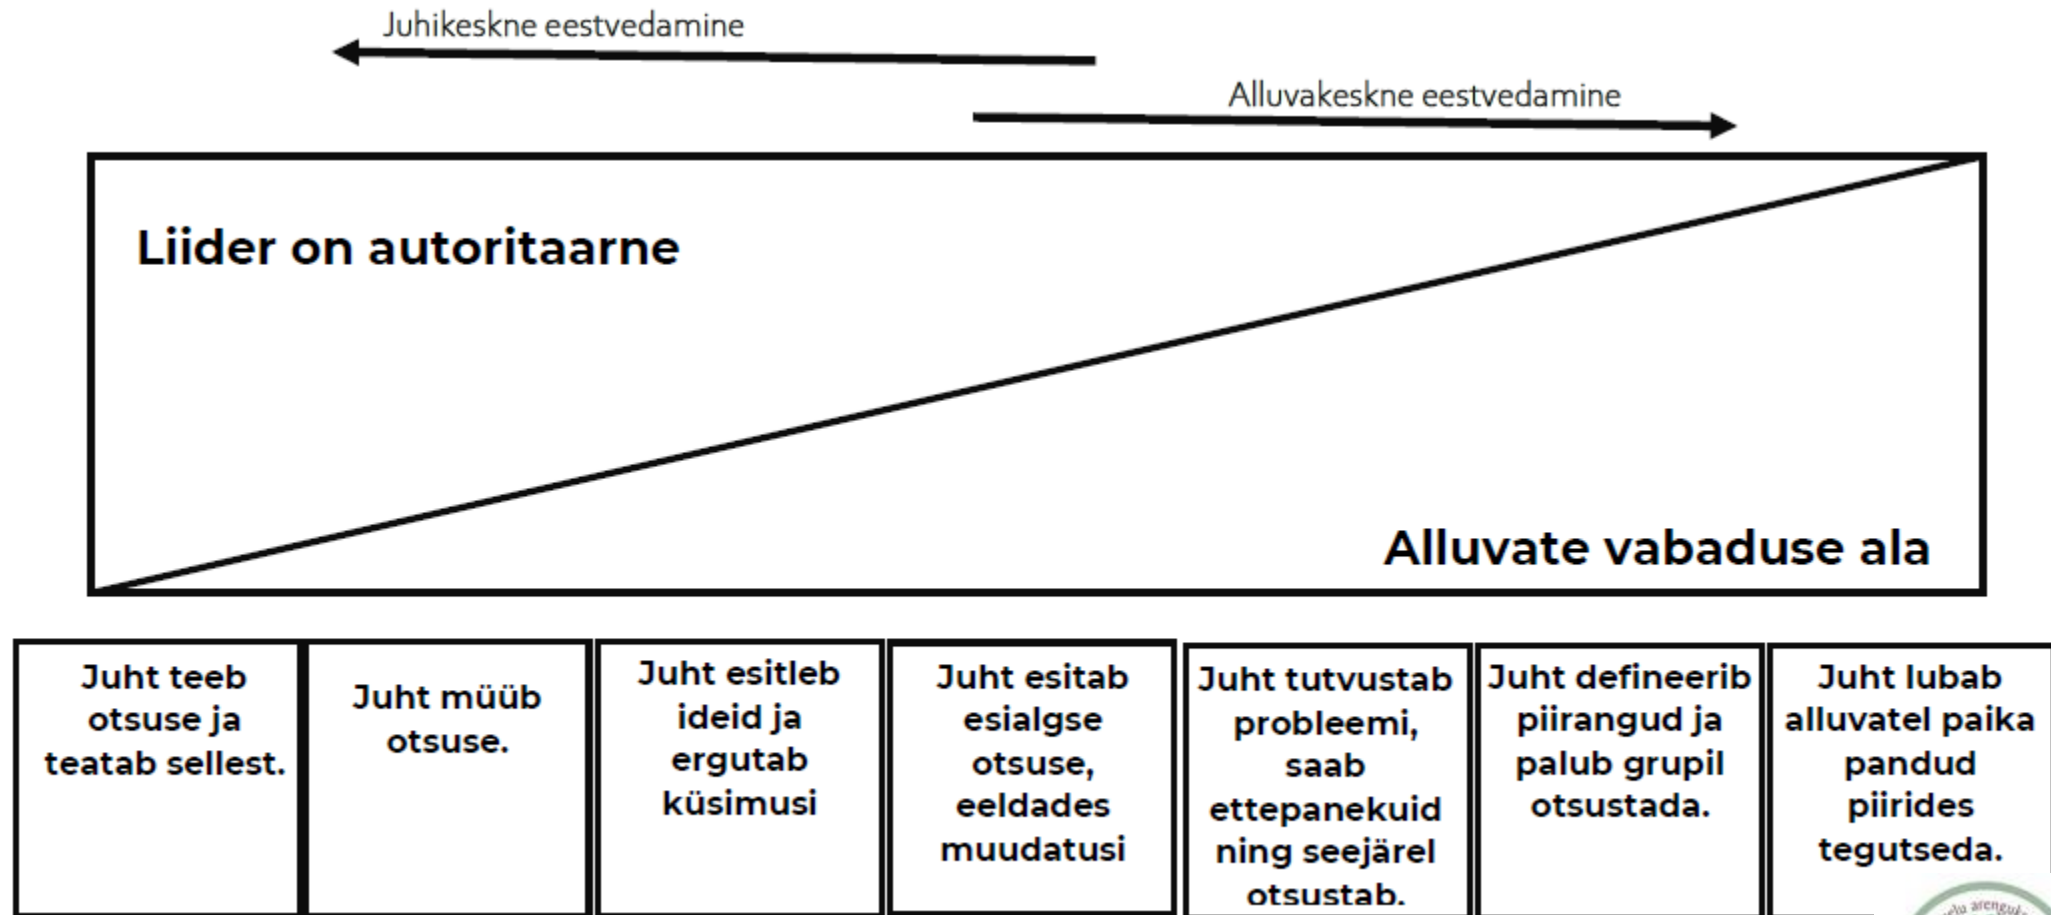 Juhikeskne eestvedamine
Alluvakeskne eestvedamine
Liider on autoritaarne
Alluvate vabaduse ala
Juht teeb
otsuse ja
teatab sellest.
Juht müüb
otsuse.
Juht esitleb
ideid ja
ergutab
küsimusi
Juht esitab
esialgse
otsuse,
eeldades
muudatusi
Juht tutvustab
probleemi,
saab
ettepanekuid
ning seejärel
otsustab.
Juht defineerib
piirangud ja
palub grupil
otsustada.
Juht lubab
alluvatel paika
pandud
piirides
tegutseda.